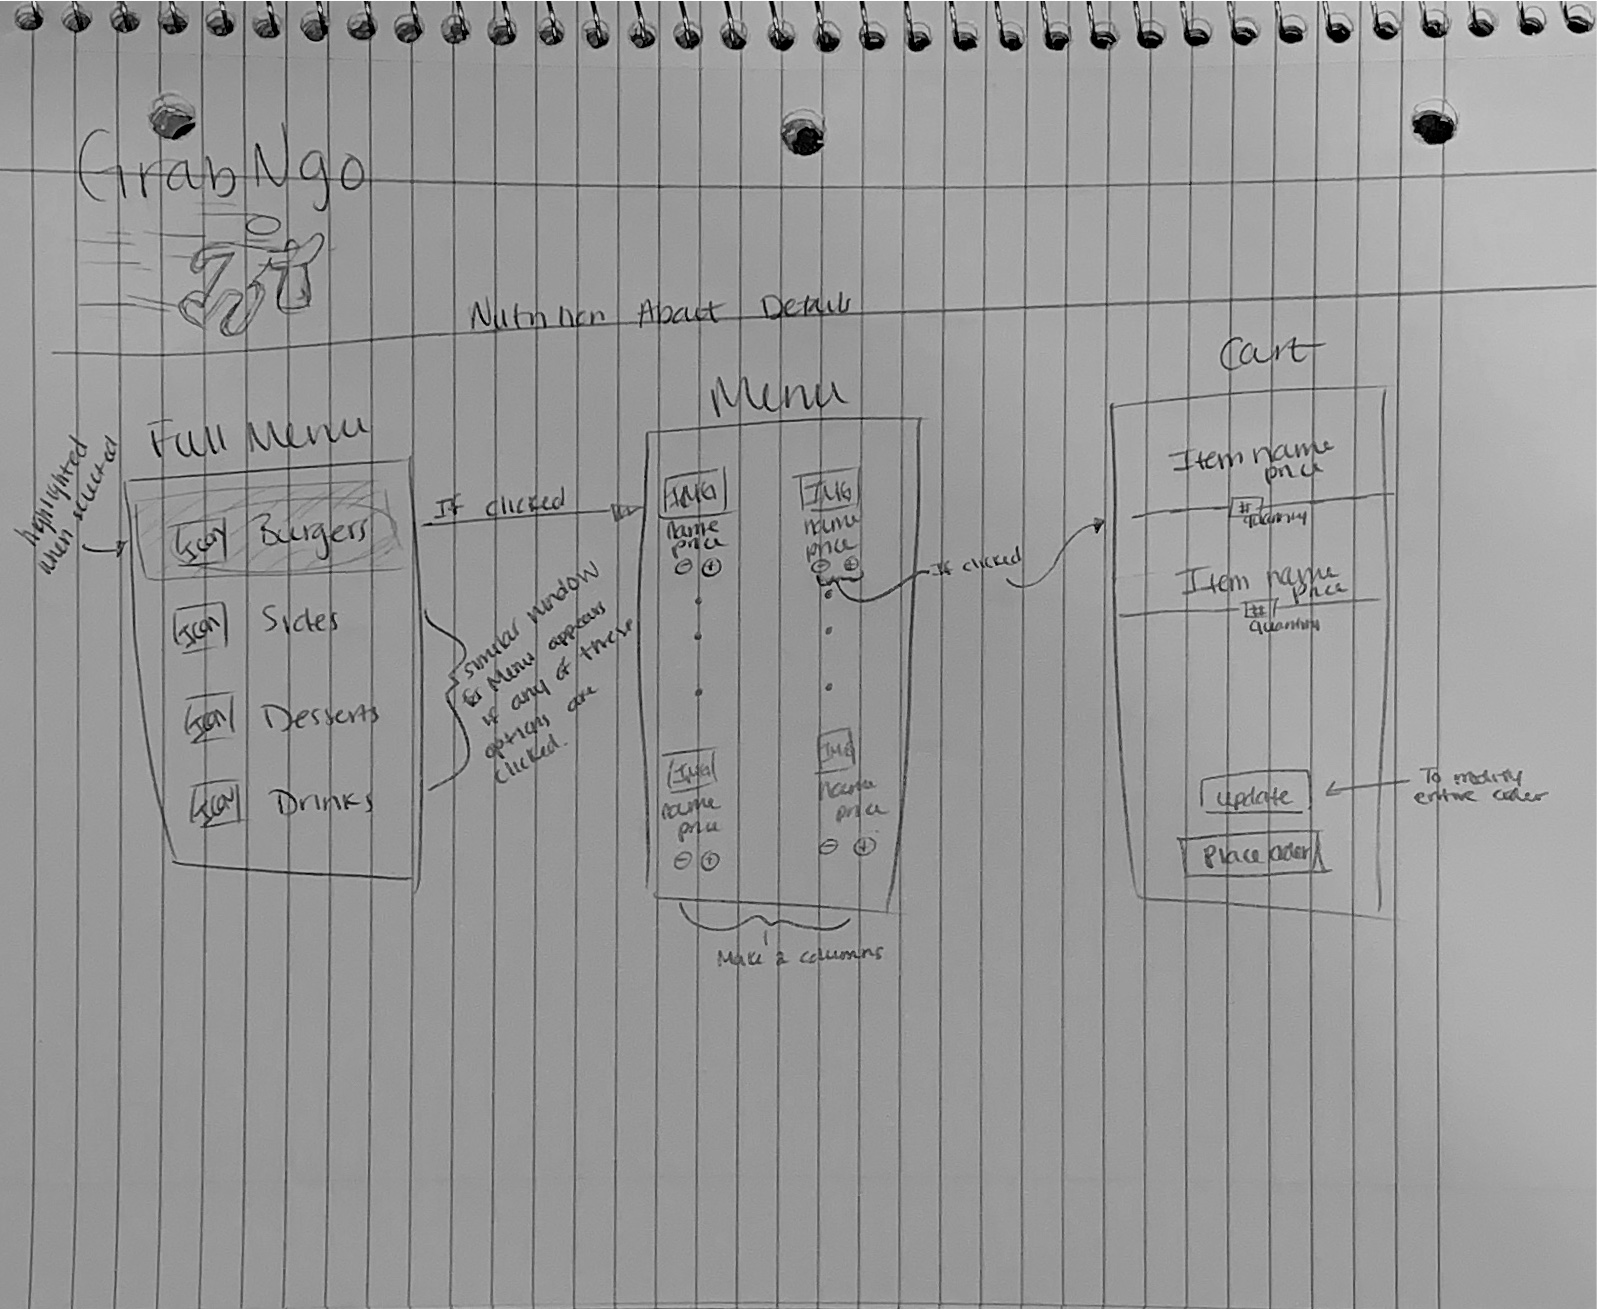 GrabNgo
Nutrition About Details
Full Menu
highlighted
when selected
Icon Burgers
Icon Sides
Icon Desserts
Icon Drinks
If clicked
similar window
for Menu appears
if any of these
options are
clicked.
Menu
IMG IMG
name name
price price
- + - +
IMG IMG
name name
price price
- + - +
Make 2 columns
If clicked
Cart
Item name
price
#
quantity
Item name
price
#
quantity
update
Place order
To modify
entire order